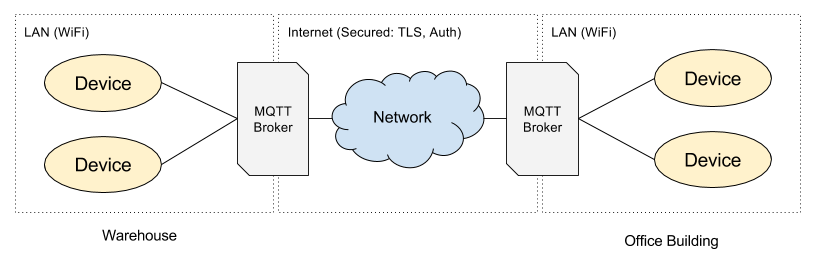 LAN (WiFi)
Internet (Secured: TLS, Auth)
LAN (WiFi)
Device
Device
MQTT
Broker
Network
MQTT
Broker
Device
Device
Warehouse
Office Building